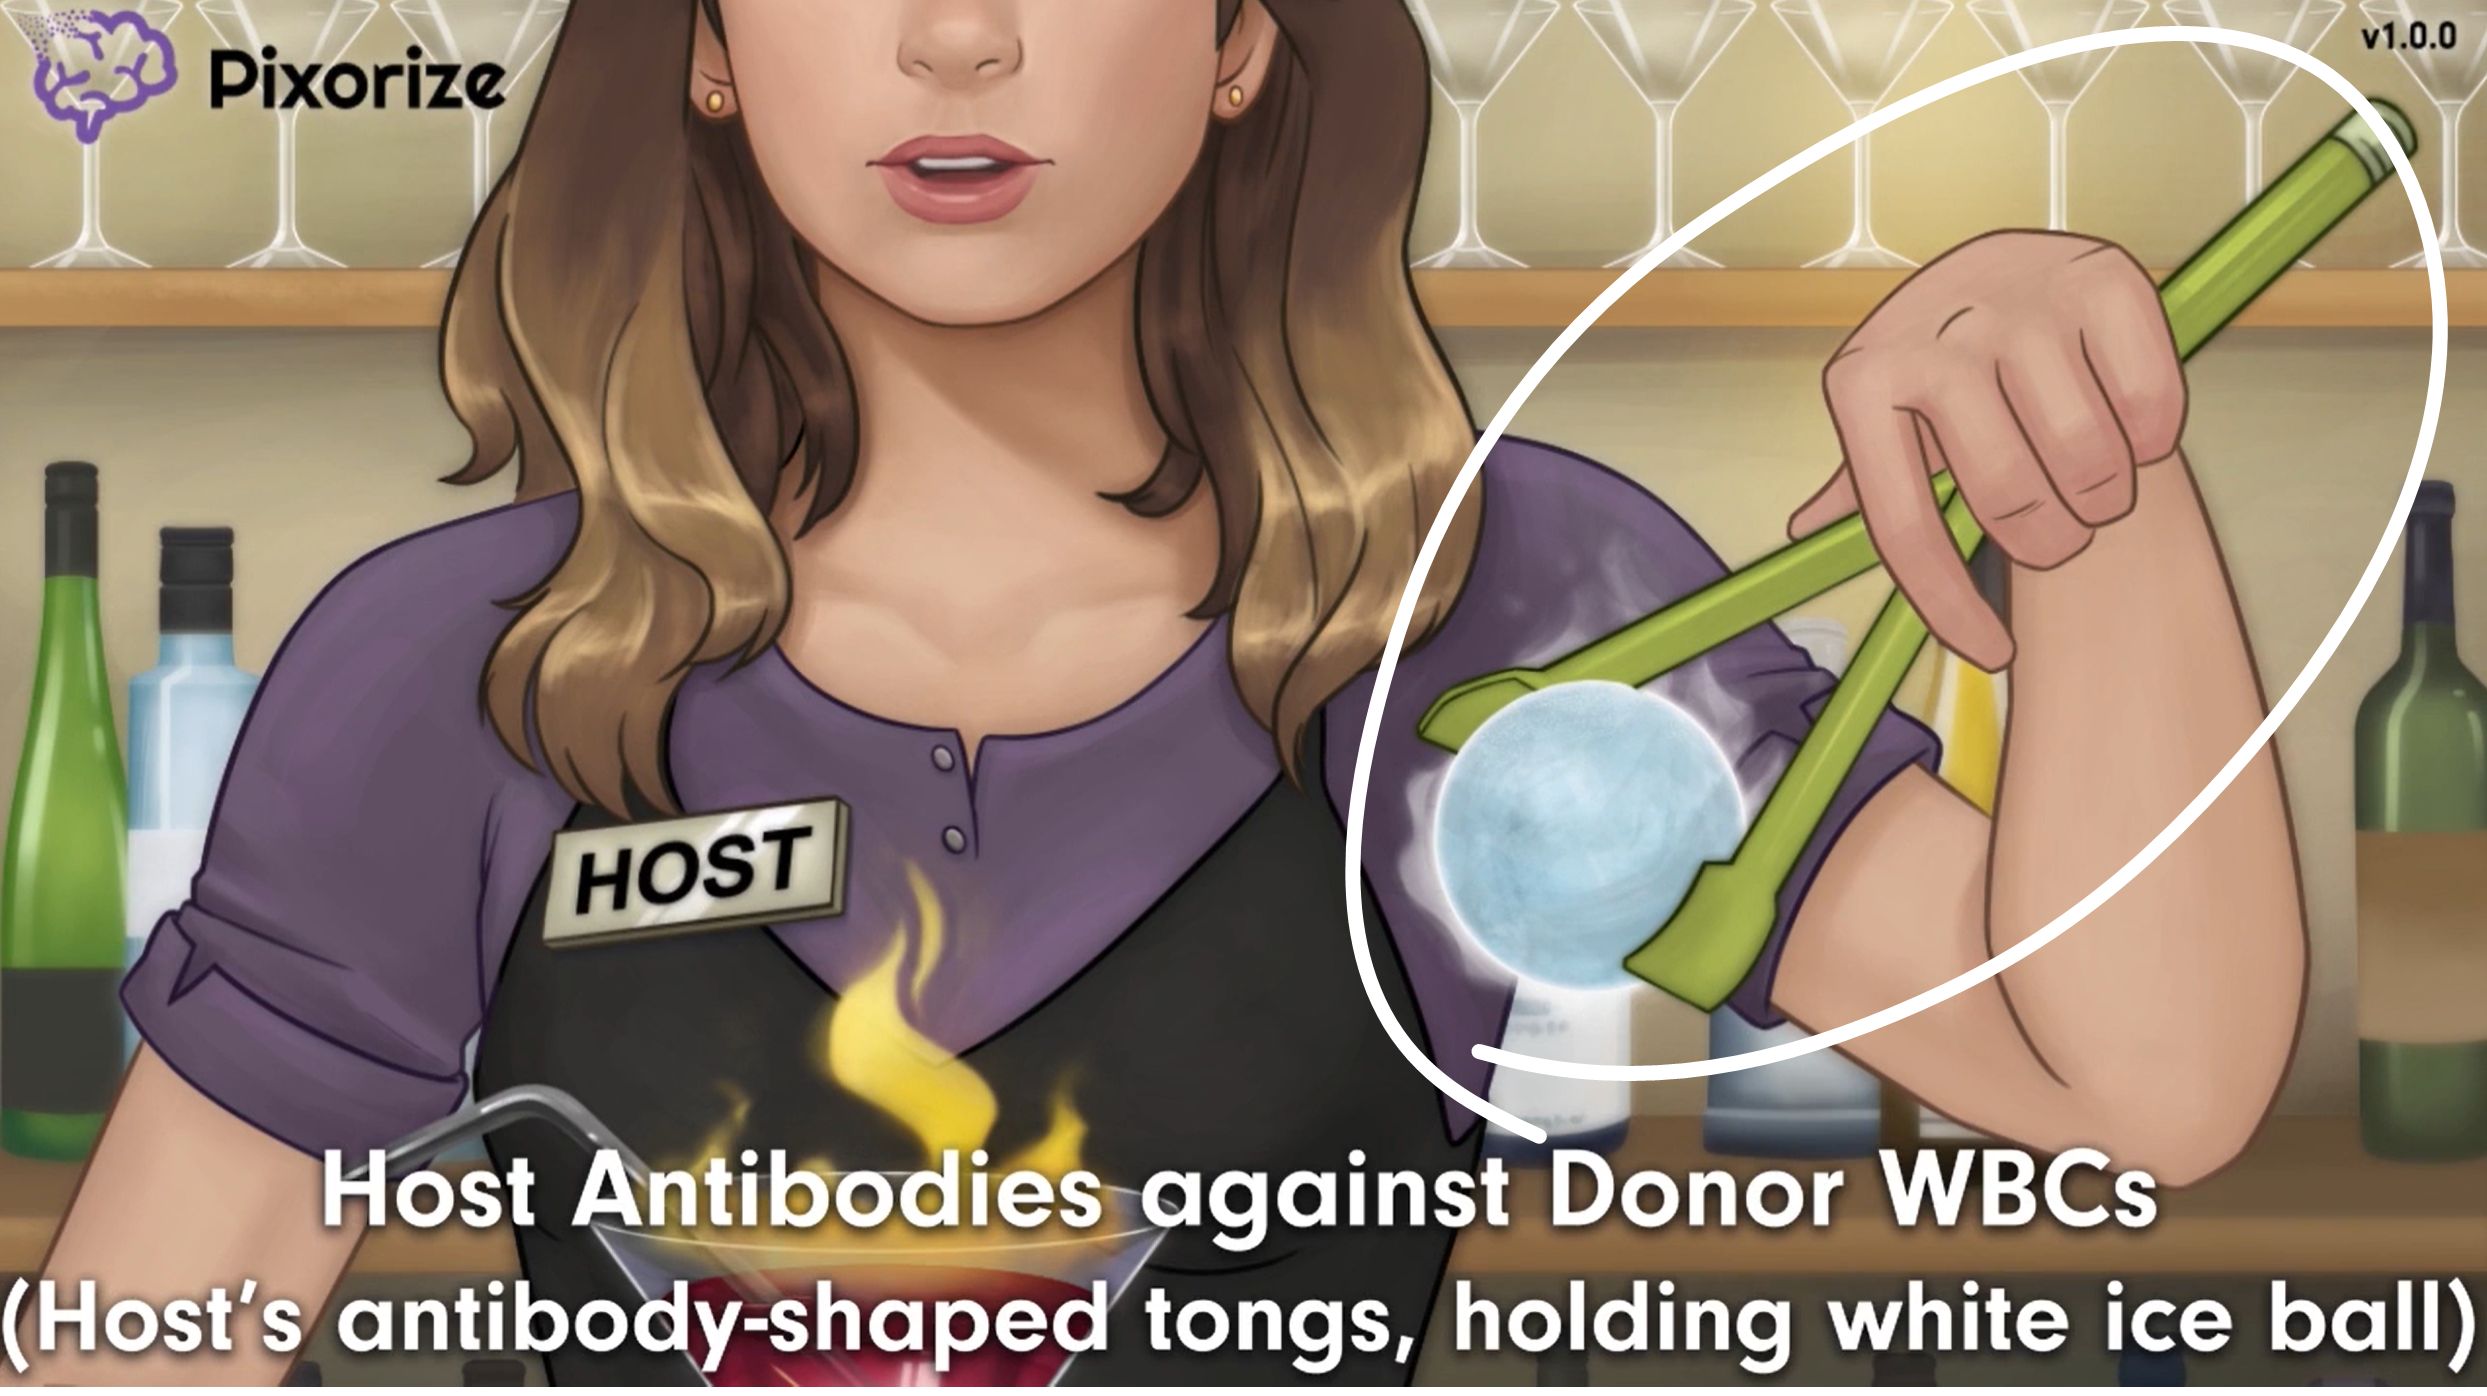 Pixorize
v1.0.0
HOST
Host Antibodies against Donor WBCs
(Host's antibody-shaped tongs, holding white ice ball)